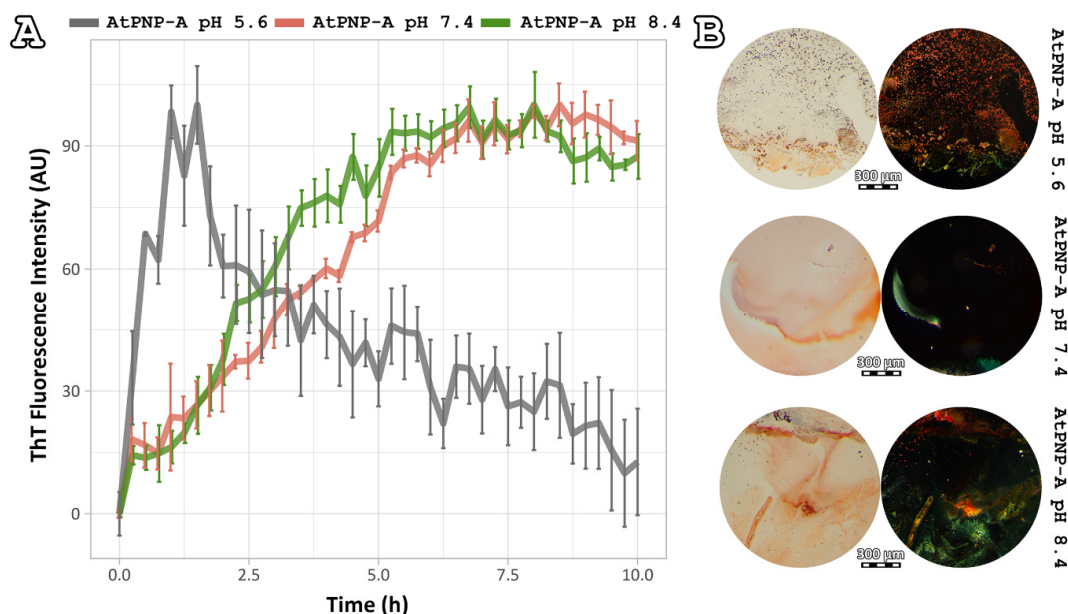 A
AtPNP-A pH 5.6 AtPNP-A pH 7.4 AtPNP-A pH 8.4
ThT Fluorescence Intensity (AU)
90
60
30
0
0.0 2.5 5.0 7.5 10.0
Time (h)
B
AtPNP-A pH 5.6
300 µm
AtPNP-A pH 7.4
300 µm
AtPNP-A pH 8.4
300 µm